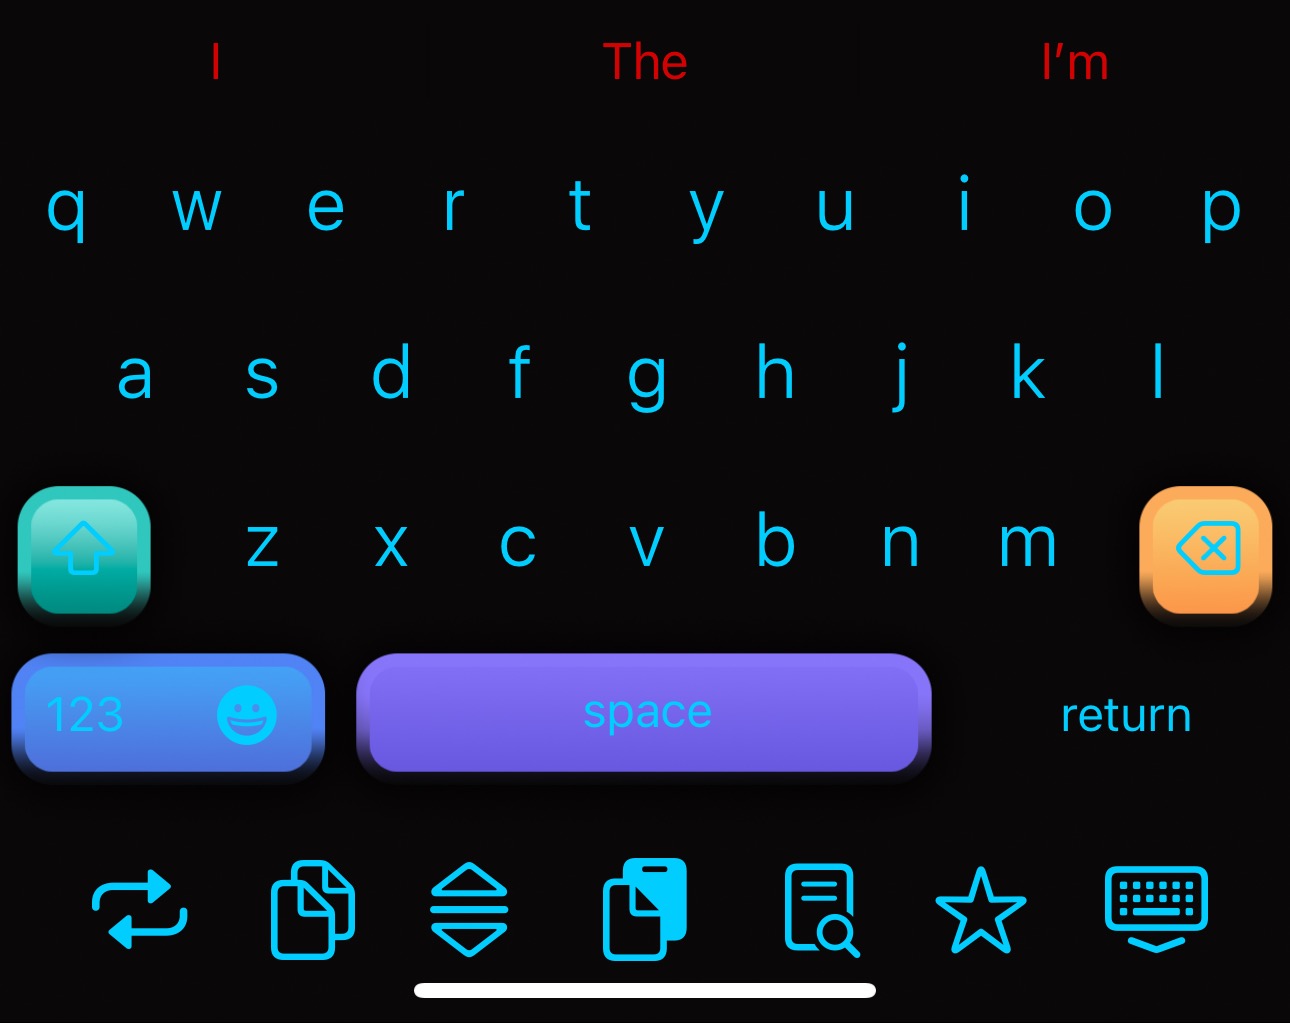 I The I’m
q w e r t y u i o p
a s d f g h j k l
z x c v b n m
123 space return